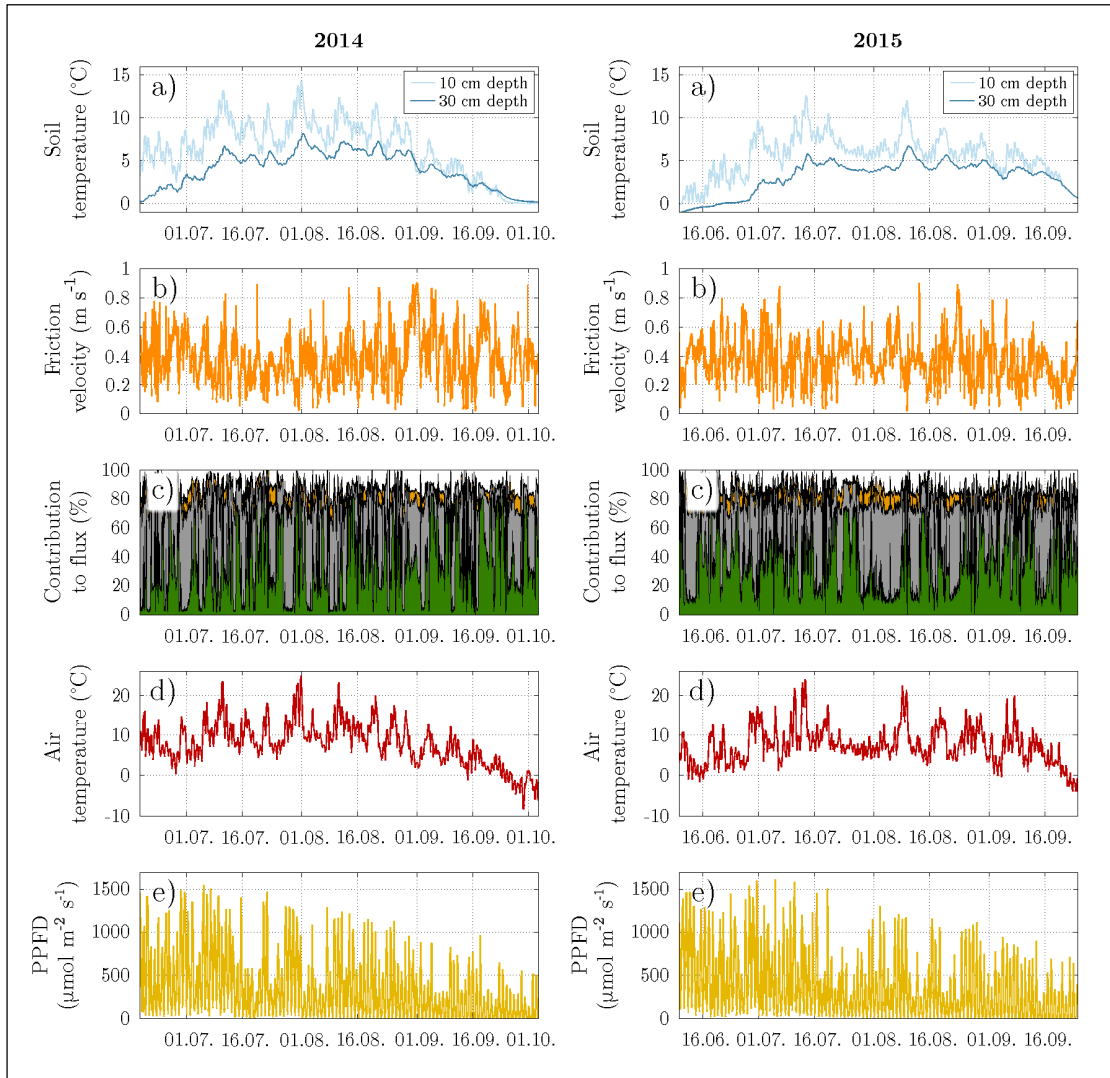 2014
2015
a)
10 cm depth
30 cm depth
Soil
temperature (°C)
15
10
5
0
01.07. 16.07. 01.08. 16.08. 01.09. 16.09. 01.10.
a)
10 cm depth
30 cm depth
Soil
temperature (°C)
15
10
5
0
16.06. 01.07. 16.07. 01.08. 16.08. 01.09. 16.09.
b)
Friction
velocity (m s⁻¹)
1
0.8
0.6
0.4
0.2
0
01.07. 16.07. 01.08. 16.08. 01.09. 16.09. 01.10.
b)
Friction
velocity (m s⁻¹)
1
0.8
0.6
0.4
0.2
0
16.06. 01.07. 16.07. 01.08. 16.08. 01.09. 16.09.
c)
Contribution
to flux (%)
100
80
60
40
20
0
01.07. 16.07. 01.08. 16.08. 01.09. 16.09. 01.10.
c)
Contribution
to flux (%)
100
80
60
40
20
0
16.06. 01.07. 16.07. 01.08. 16.08. 01.09. 16.09.
d)
Air
temperature (°C)
20
10
0
-10
01.07. 16.07. 01.08. 16.08. 01.09. 16.09. 01.10.
d)
Air
temperature (°C)
20
10
0
-10
16.06. 01.07. 16.07. 01.08. 16.08. 01.09. 16.09.
e)
PPFD
(μmol m⁻² s⁻¹)
1500
1000
500
0
01.07. 16.07. 01.08. 16.08. 01.09. 16.09. 01.10.
e)
PPFD
(μmol m⁻² s⁻¹)
1500
1000
500
0
16.06. 01.07. 16.07. 01.08. 16.08. 01.09. 16.09.